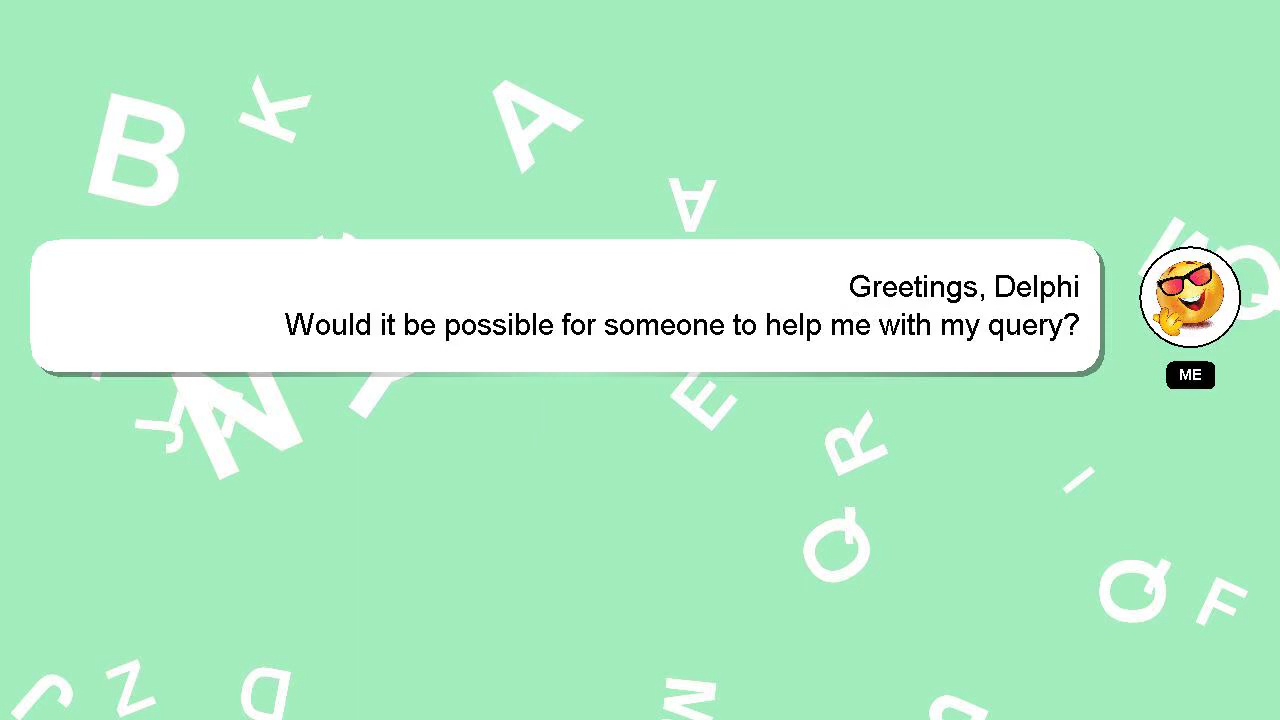 Greetings, Delphi
Would it be possible for someone to help me with my query?
ME
B
K
A
A
M
Q
J
A
N
E
R
I
Q
Q
F
J
Z
D
M